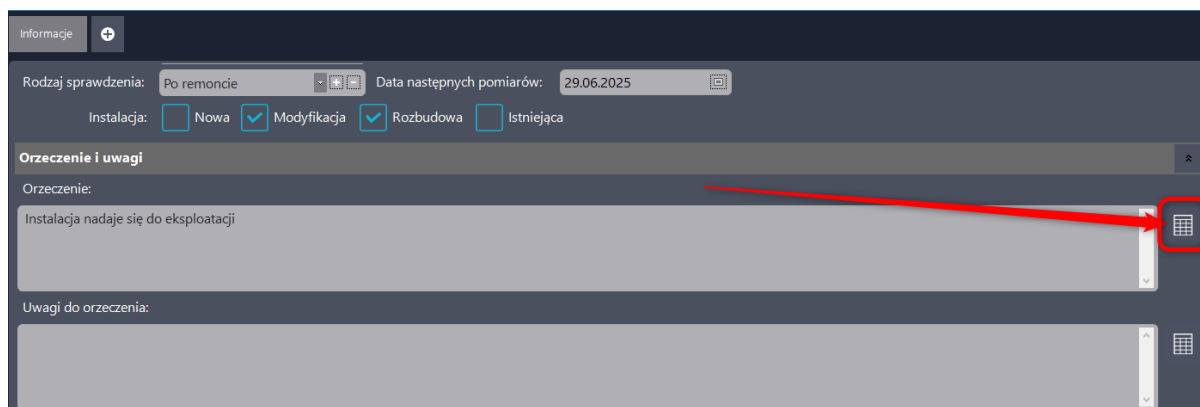 Informacje
Rodzaj sprawdzenia: Po remoncie Data następnych pomiarów: 29.06.2025
Instalacja: Nowa Modyfikacja Rozbudowa Istniejąca
Orzeczenie i uwagi
Orzeczenie:
Instalacja nadaje się do eksploatacji
Uwagi do orzeczenia: